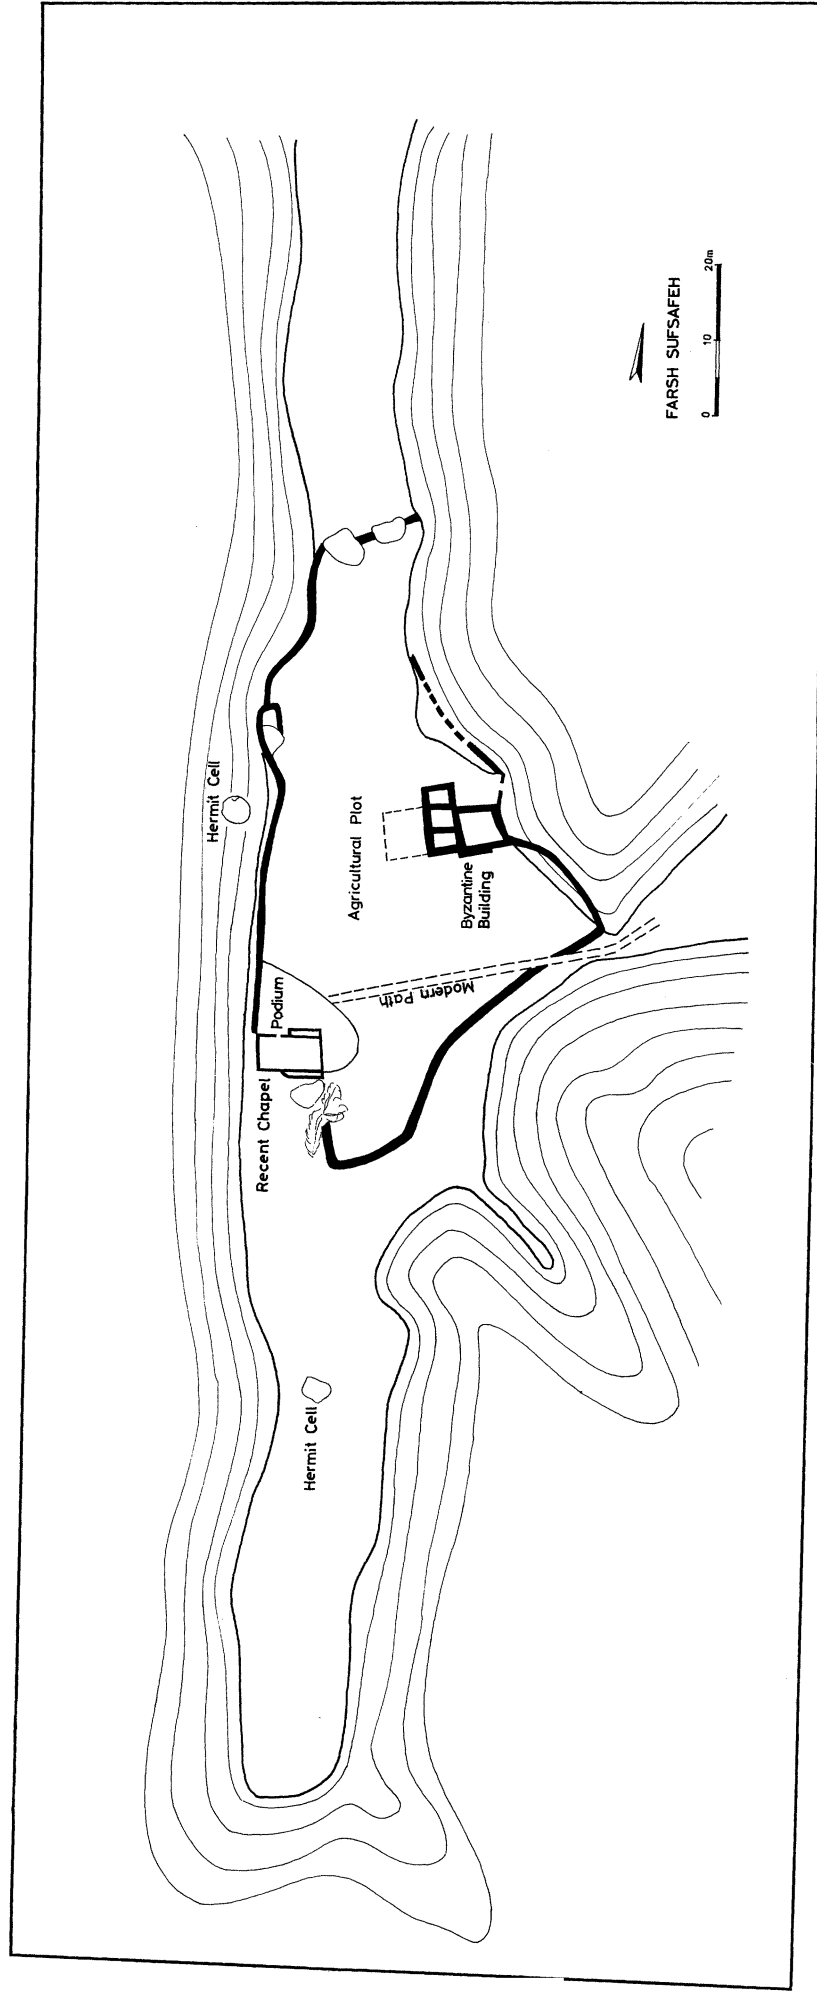 Hermit Cell
Agricultural Plot
Byzantine
Building
Podium
Modern Path
Recent Chapel
Hermit Cell
FARSH SUFSAFEH
0 10 20m